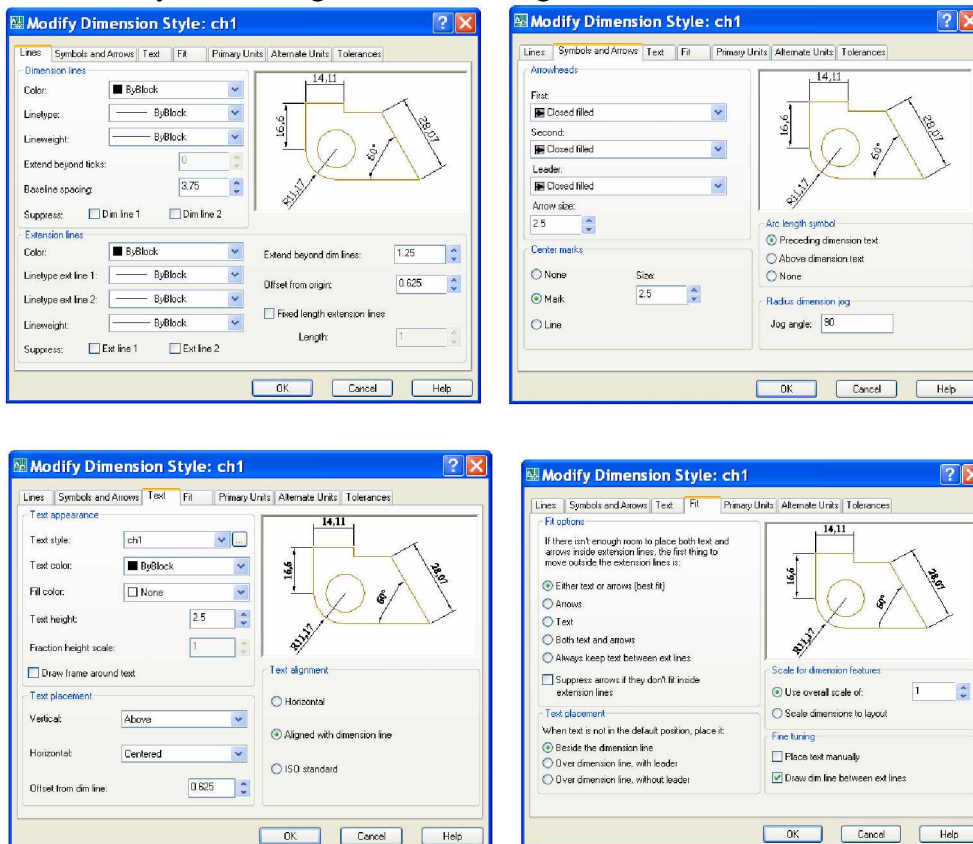 Modify Dimension Style: ch1
Lines Symbols and Arrows Text Fit Primary Units Alternate Units Tolerances
Dimension lines
Color: ByBlock
Linetype: ByBlock
Lineweight: ByBlock
Extend beyond ticks: 0
Baseline spacing: 3.75
Suppress: Dim line 1 Dim line 2
14,11
16,6
28,07
60°
R11,17
Extension lines
Color: ByBlock
Linetype ext line 1: ByBlock
Linetype ext line 2: ByBlock
Lineweight: ByBlock
Suppress: Ext line 1 Ext line 2
Extend beyond dim lines: 1.25
Offset from origin: 0.625
Fixed length extension lines
Length: 1
OK Cancel Help
Modify Dimension Style: ch1
Lines Symbols and Arrows Text Fit Primary Units Alternate Units Tolerances
Arrowheads
First:
Closed filled
Second:
Closed filled
Leader:
Closed filled
Arrow size:
2.5
Center marks
None
Size:
Mark
2.5
Line
14,11
16,6
28,07
60°
R11,17
Arc length symbol
Preceding dimension text
Above dimension text
None
Radius dimension jog
Jog angle: 90
OK Cancel Help
Modify Dimension Style: ch1
Lines Symbols and Arrows Text Fit Primary Units Alternate Units Tolerances
Text appearance
Text style: ch1 ...
Text color: ByBlock
Fill color: None
Text height: 2.5
Fraction height scale: 1
Draw frame around text
Text placement
Vertical: Above
Horizontal: Centered
Offset from dim line: 0.625
14,11
16,6
28,07
60°
R11,17
Text alignment
Horizontal
Aligned with dimension line
ISO standard
OK Cancel Help
Modify Dimension Style: ch1
Lines Symbols and Arrows Text Fit Primary Units Alternate Units Tolerances
Fit options
If there isn't enough room to place both text and
arrows inside extension lines, the first thing to
move outside the extension lines is:
Either text or arrows (best fit)
Arrows
Text
Both text and arrows
Always keep text between ext lines
Suppress arrows if they don't fit inside
extension lines
Text placement
When text is not in the default position, place it:
Beside the dimension line
Over dimension line, with leader
Over dimension line, without leader
14,11
16,6
28,07
60°
R11,17
Scale for dimension features
Use overall scale of: 1
Scale dimensions to layout
Fine tuning
Place text manually
Draw dim line between ext lines
OK Cancel Help